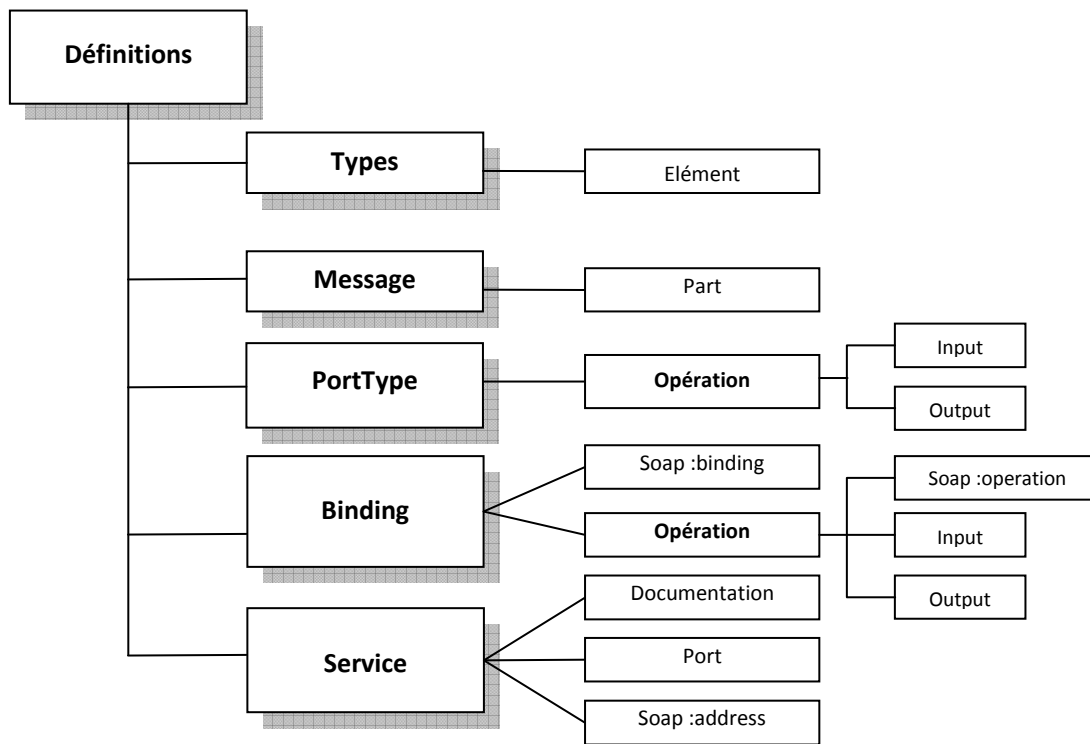 Définitions
Types
Elément
Message
Part
PortType
Opération
Input
Output
Binding
Soap :binding
Opération
Soap :operation
Input
Output
Service
Documentation
Port
Soap :address